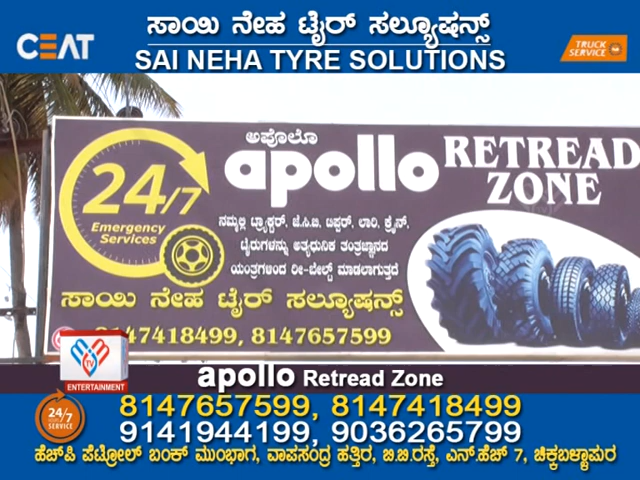 CEAT
ಸಾಯಿ ನೇಹ ಟೈರ್ ಸಲ್ಯೂಷನ್ಸ್
SAI NEHA TYRE SOLUTIONS
TRUCK
SERVICE
24/7
Emergency
Services
ಅಪೊಲೊ
apollo
RETREAD
ZONE
ನಮ್ಮಲ್ಲಿ ಟ್ರ್ಯಾಕ್ಟರ್, ಜೆ.ಸಿ.ಬಿ, ಟಿಪ್ಪರ್, ಲಾರಿ, ಕ್ರೈನ್,
ಟೈರುಗಳನ್ನು ಅತ್ಯಧುನಿಕ ತಂತ್ರಜ್ಞಾನದ
ಯಂತ್ರಗಳಿಂದ ರೀ-ಬೇಲ್ಟ್ ಮಾಡಲಾಗುತ್ತದೆ
ಸಾಯಿ ನೇಹ ಟೈರ್ ಸಲ್ಯೂಷನ್ಸ್
8147418499, 8147657599
TV
ENTERTAINMENT
apollo Retread Zone
24/7
SERVICE
8147657599, 8147418499
9141944199, 9036265799
ಹೆಚ್‌ಪಿ ಪೆಟ್ರೋಲ್ ಬಂಕ್ ಮುಂಭಾಗ, ವಾಪಸಂದ್ರ ಹತ್ತಿರ, ಬಿ.ಬಿ.ರಸ್ತೆ, ಎನ್.ಹೆಚ್ 7, ಚಿಕ್ಕಬಳ್ಳಾಪುರ